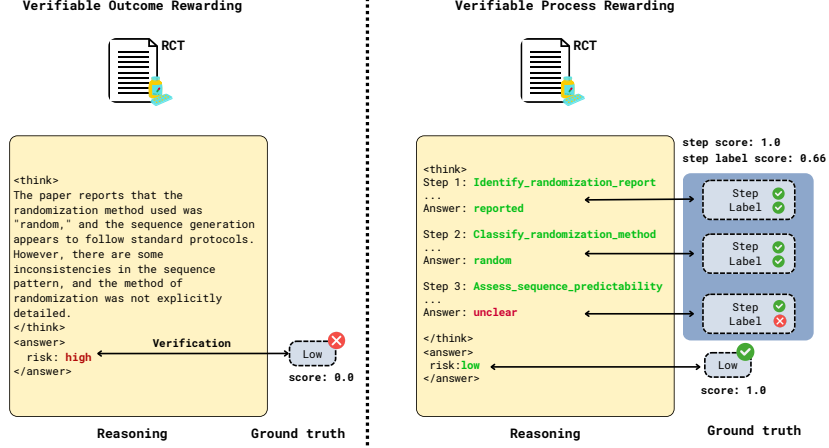 Verifiable Outcome Rewarding
RCT
<think>
The paper reports that the
randomization method used was
"random," and the sequence generation
appears to follow standard protocols.
However, there are some
inconsistencies in the sequence
pattern, and the method of
randomization was not explicitly
detailed.
</think>
<answer>
risk: high
</answer>
Verification
Low
score: 0.0
Reasoning
Ground truth
Verifiable Process Rewarding
RCT
step score: 1.0
step label score: 0.66
<think>
Step 1: Identify_randomization_report
...
Answer: reported
Step 2: Classify_randomization_method
...
Answer: random
Step 3: Assess_sequence_predictability
...
Answer: unclear
</think>
<answer>
risk:low
</answer>
Step
Label
Step
Label
Step
Label
Low
score: 1.0
Reasoning
Ground truth